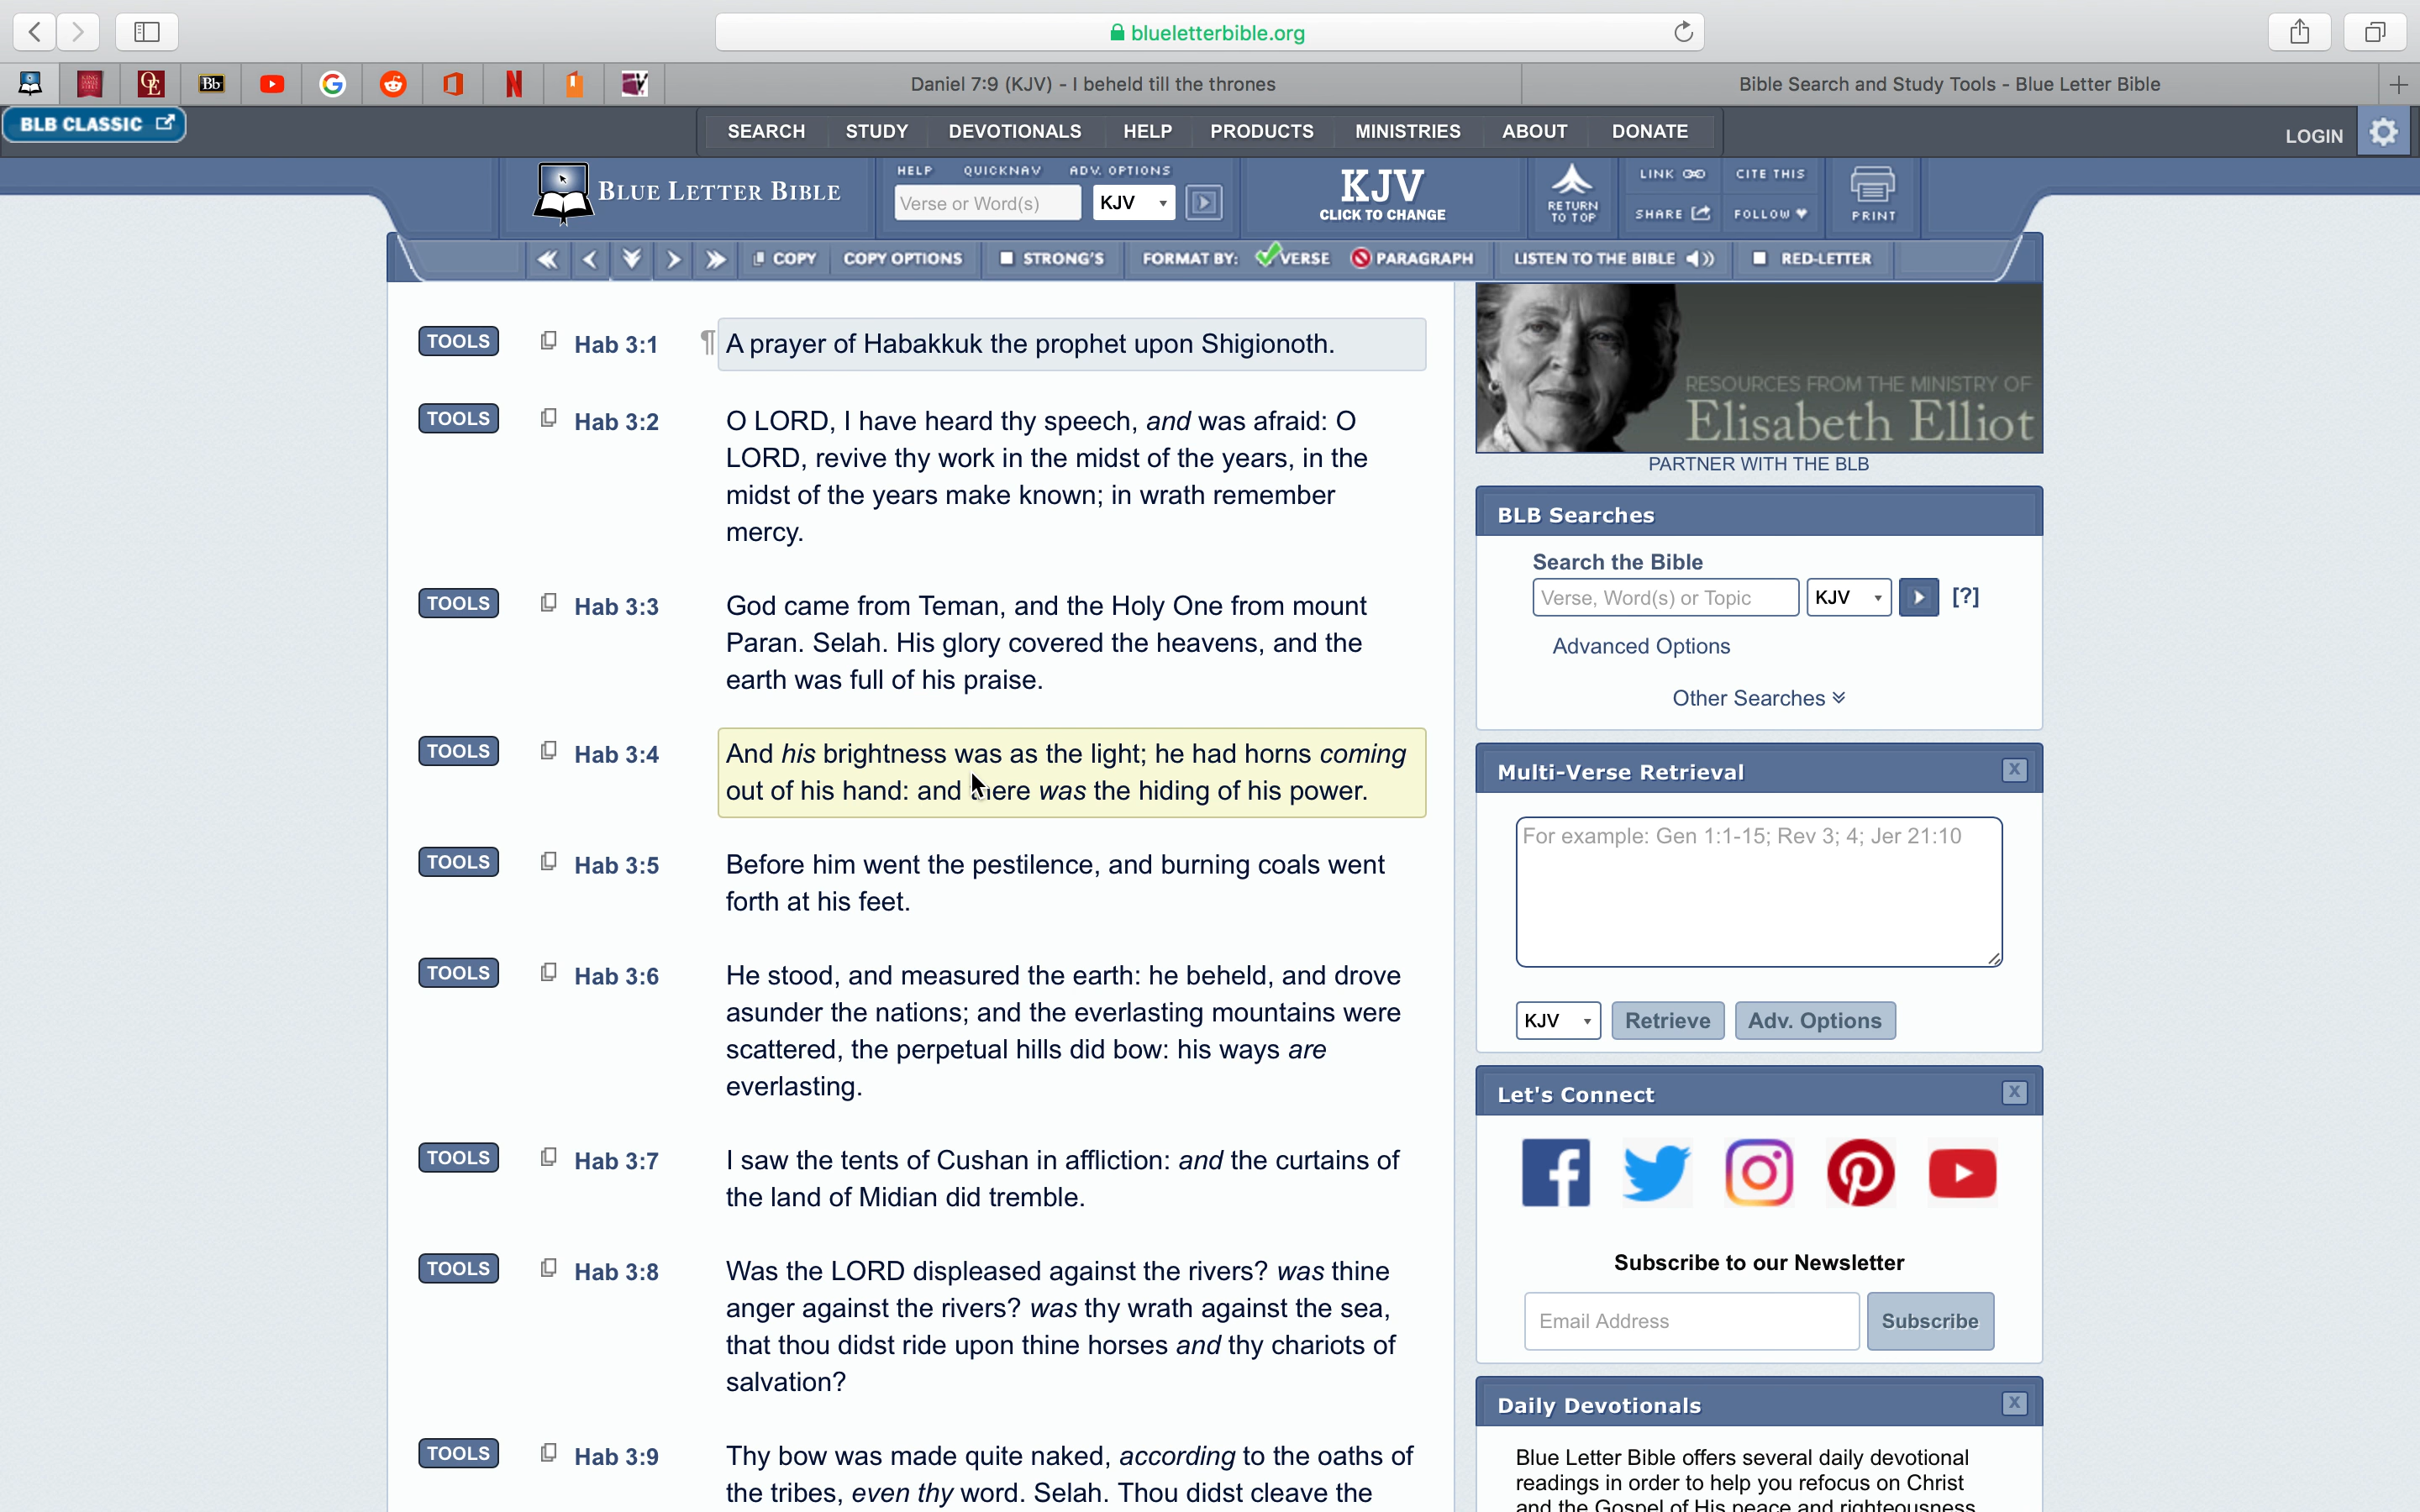 blueletterbible.org
Bb
Daniel 7:9 (KJV) - I beheld till the thrones
Bible Search and Study Tools - Blue Letter Bible
BLB CLASSIC
SEARCH STUDY DEVOTIONALS HELP PRODUCTS MINISTRIES ABOUT DONATE
LOGIN
BLUE LETTER BIBLE
HELP QUICKNAV ADV. OPTIONS
Verse or Word(s) KJV
KJV
CLICK TO CHANGE
RETURN
TO TOP
LINK CITE THIS
SHARE FOLLOW
PRINT
COPY COPY OPTIONS STRONG'S FORMAT BY: VERSE PARAGRAPH LISTEN TO THE BIBLE RED-LETTER
TOOLS Hab 3:1 ¶ A prayer of Habakkuk the prophet upon Shigionoth.
TOOLS Hab 3:2 O LORD, I have heard thy speech, and was afraid: O
LORD, revive thy work in the midst of the years, in the
midst of the years make known; in wrath remember
mercy.
TOOLS Hab 3:3 God came from Teman, and the Holy One from mount
Paran. Selah. His glory covered the heavens, and the
earth was full of his praise.
TOOLS Hab 3:4 And his brightness was as the light; he had horns coming
out of his hand: and there was the hiding of his power.
TOOLS Hab 3:5 Before him went the pestilence, and burning coals went
forth at his feet.
TOOLS Hab 3:6 He stood, and measured the earth: he beheld, and drove
asunder the nations; and the everlasting mountains were
scattered, the perpetual hills did bow: his ways are
everlasting.
TOOLS Hab 3:7 I saw the tents of Cushan in affliction: and the curtains of
the land of Midian did tremble.
TOOLS Hab 3:8 Was the LORD displeased against the rivers? was thine
anger against the rivers? was thy wrath against the sea,
that thou didst ride upon thine horses and thy chariots of
salvation?
TOOLS Hab 3:9 Thy bow was made quite naked, according to the oaths of
the tribes, even thy word. Selah. Thou didst cleave the
RESOURCES FROM THE MINISTRY OF
Elisabeth Elliot
PARTNER WITH THE BLB
BLB Searches
Search the Bible
Verse, Word(s) or Topic KJV [?]
Advanced Options
Other Searches
Multi-Verse Retrieval X
For example: Gen 1:1-15; Rev 3; 4; Jer 21:10
KJV Retrieve Adv. Options
Let's Connect X
Subscribe to our Newsletter
Email Address Subscribe
Daily Devotionals X
Blue Letter Bible offers several daily devotional
readings in order to help you refocus on Christ
and the Gospel of His peace and righteousness